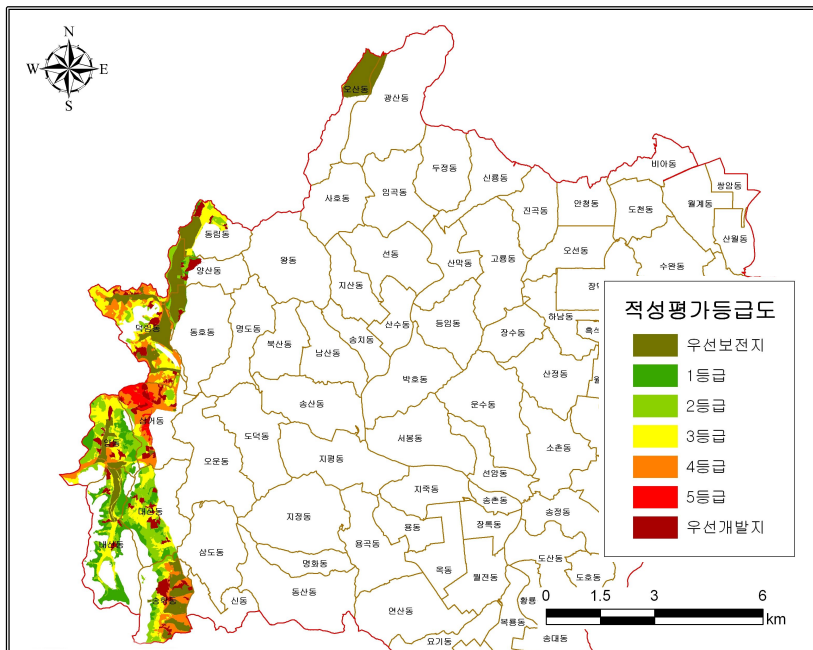 N
W
E
S
오산동
광산동
비아동
쌍암동
두정동
신룡동
사호동
임곡동
진곡동
안청동
도천동
월계동
동림동
산월동
왕동
선동
산막동
고룡동
오선동
수완동
양산동
지산동
장덕
덕림동
동호동
명도동
북산동
남산동
송치동
산수동
등임동
장수동
하남동
흑석
박호동
산정동
월
송산동
운수동
도덕동
서봉동
소촌동
오운동
지평동
선암동
지죽동
송촌동
대산동
지정동
용동
장록동
송정동
삼도동
용곡동
명화동
옥동
월전동
도산동
도호동
동산동
신동
연산동
황룡
복룡동
요기동
송대동
적성평가등급도
우선보전지
1등급
2등급
3등급
4등급
5등급
우선개발지
0 1.5 3 6
km